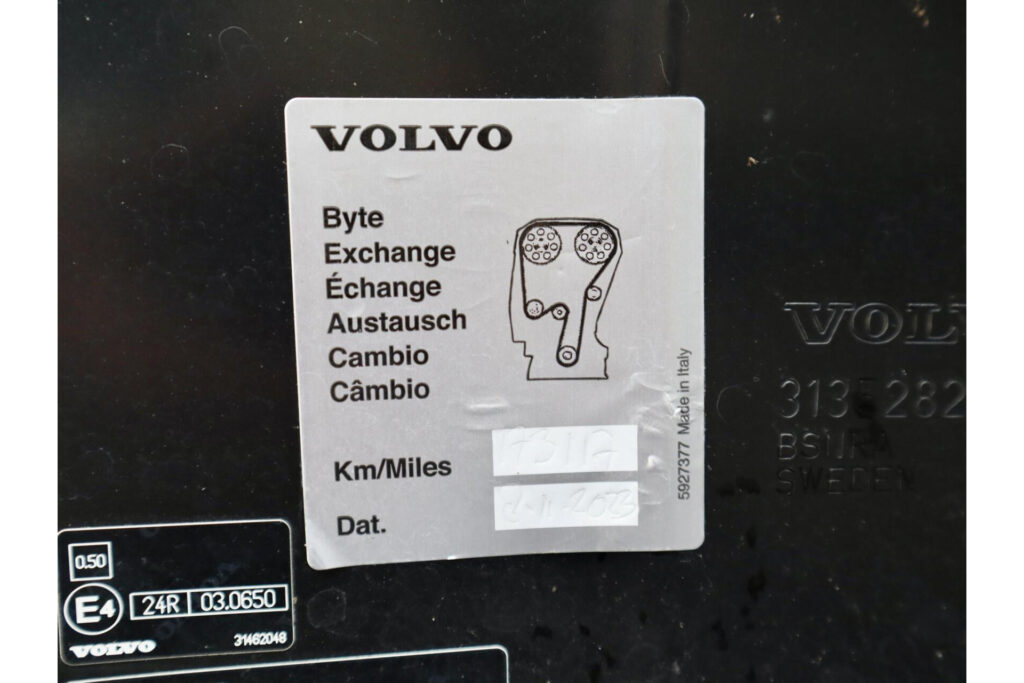 VOLVO
Byte
Exchange
Échange
Austausch
Cambio
Câmbio
Km/Miles
Dat.
5927377 Made in Italy
VOLV
282
SWEDEN
0.50
E4
24R 03.0650
VOLVO
31462048